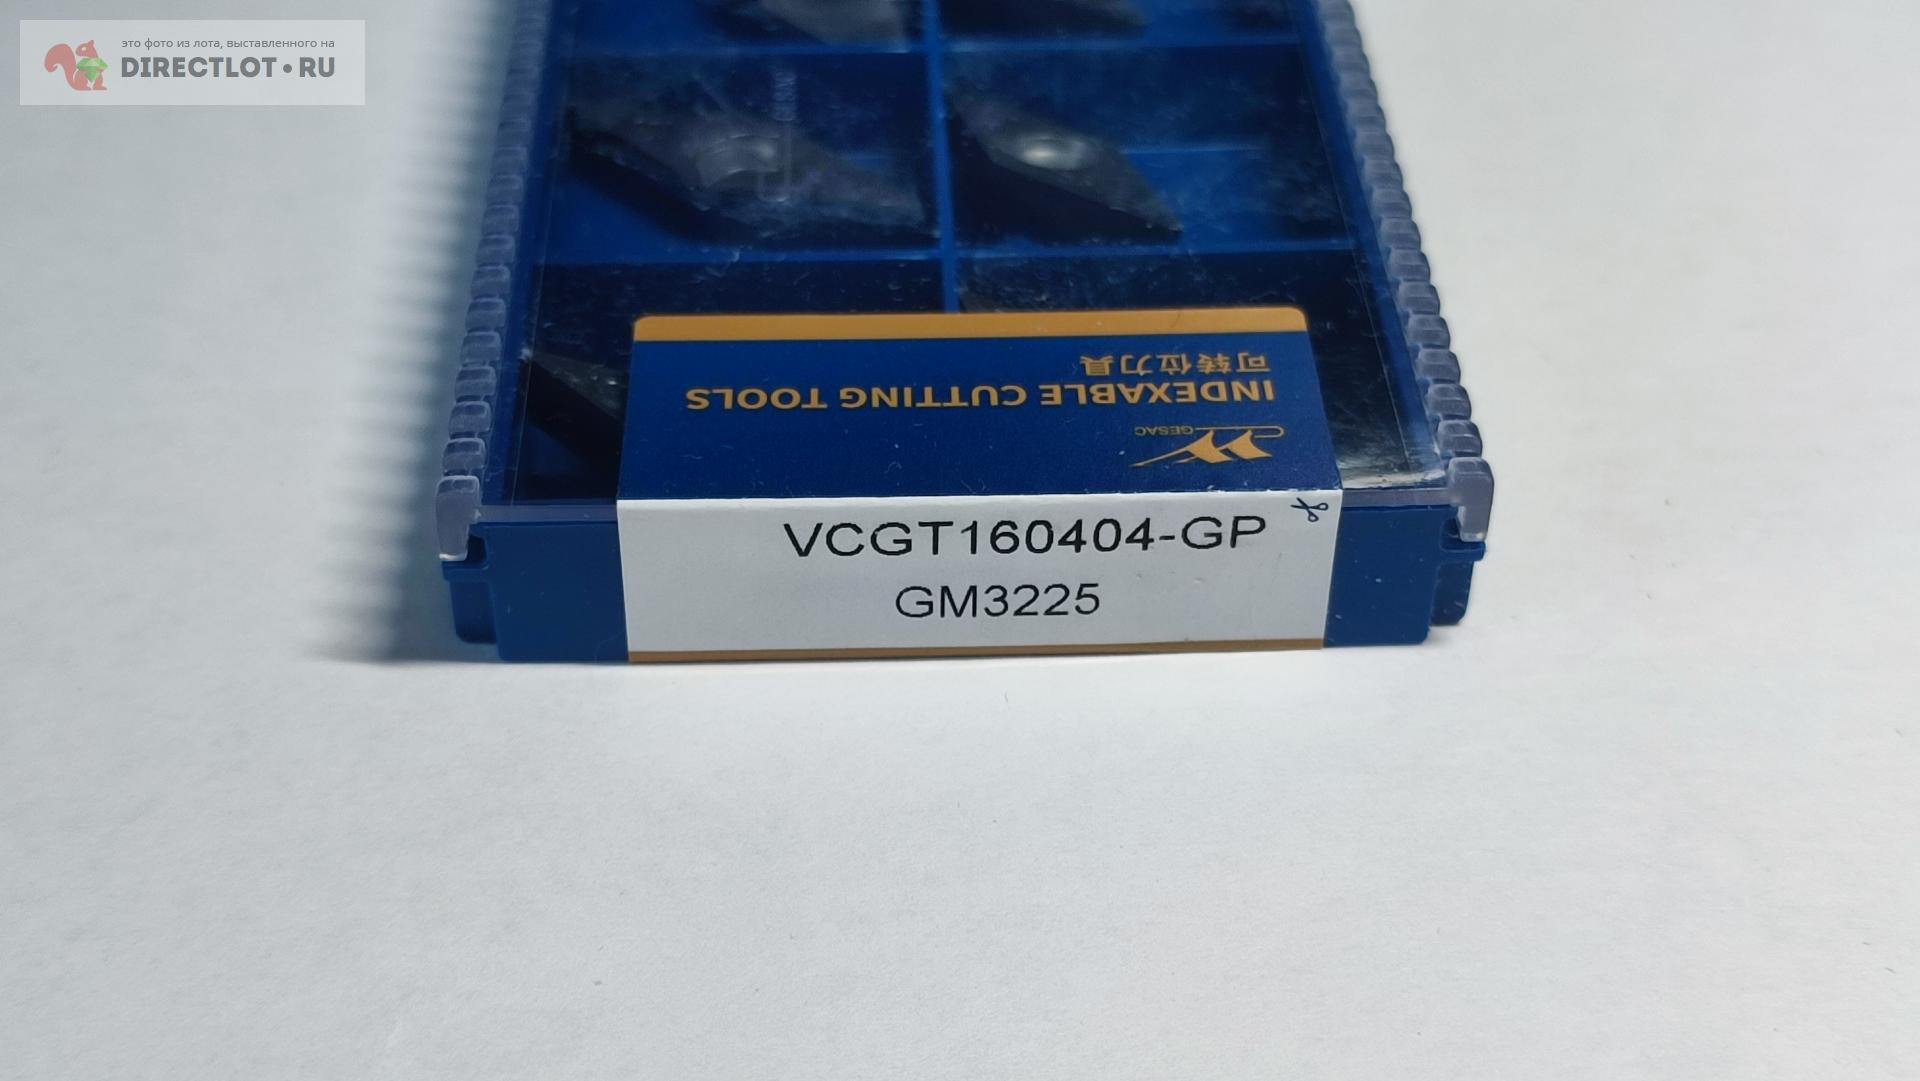 это фото из лота, выставленного на
DIRECTLOT•RU
可转位刀具
INDEXABLE CUTTING TOOLS
GESAC
VCGT160404-GP
GM3225